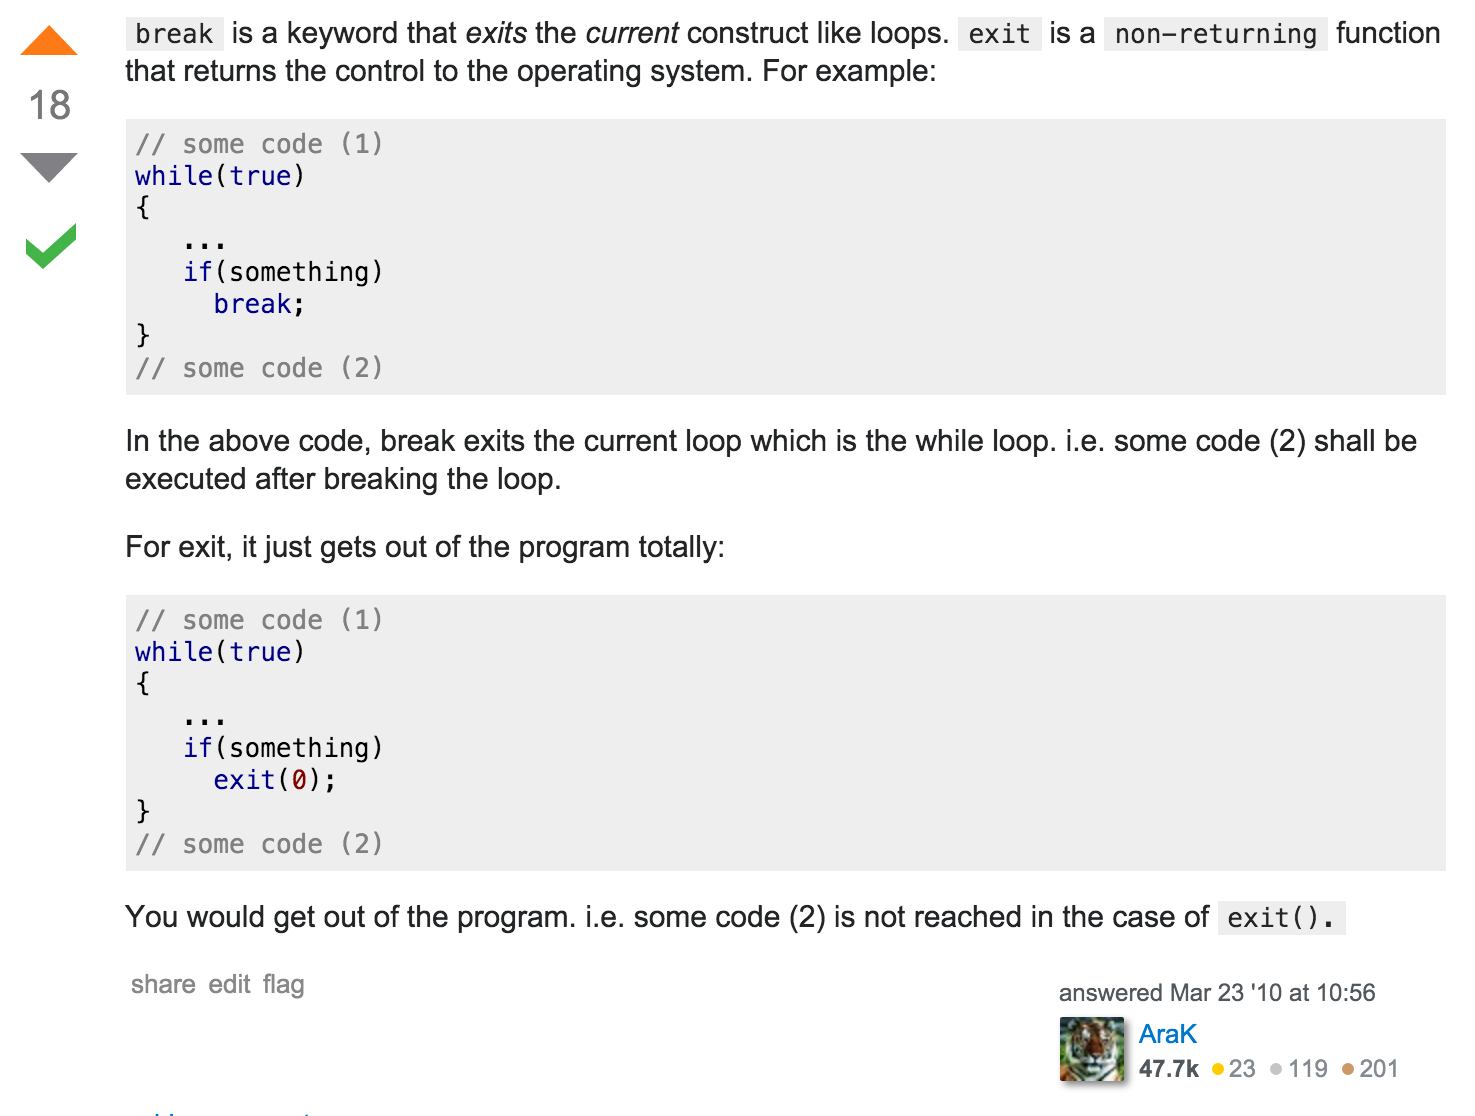 break is a keyword that exits the current construct like loops. exit is a non-returning function
that returns the control to the operating system. For example:
18
// some code (1)
while(true)
{
   ...
   if(something)
     break;
}
// some code (2)
In the above code, break exits the current loop which is the while loop. i.e. some code (2) shall be
executed after breaking the loop.
For exit, it just gets out of the program totally:
// some code (1)
while(true)
{
   ...
   if(something)
     exit(0);
}
// some code (2)
You would get out of the program. i.e. some code (2) is not reached in the case of exit().
share edit flag
answered Mar 23 '10 at 10:56
AraK
47.7k 23 119 201